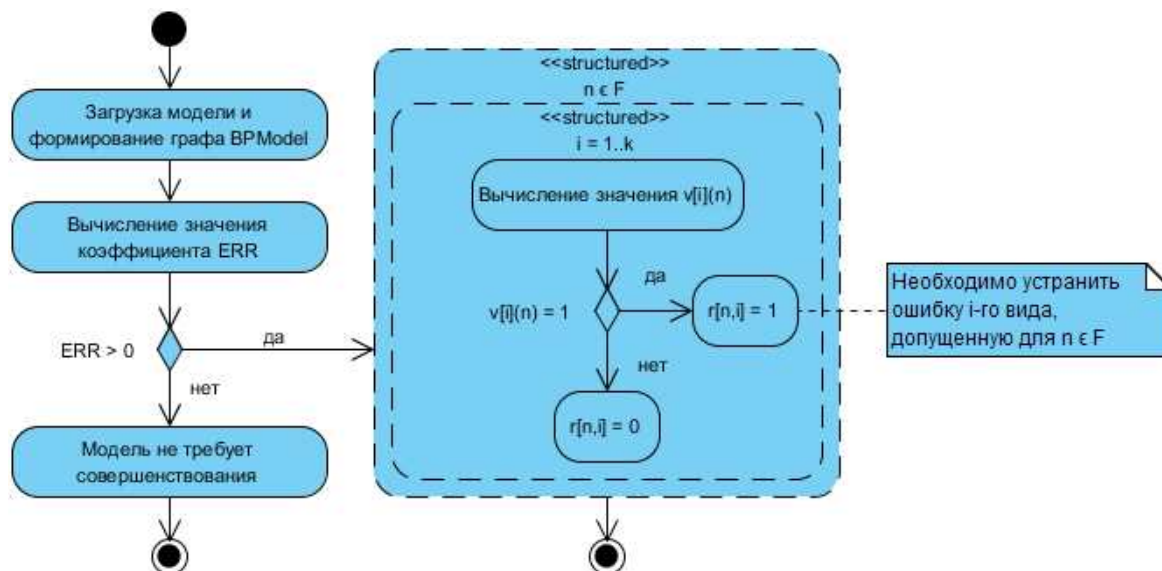 Загрузка модели и
формирование графа BPModel
Вычисление значения
коэффициента ERR
ERR > 0
да
нет
Модель не требует
совершенствования
<<structured>>
n ϵ F
<<structured>>
i = 1..k
Вычисление значения v[i](n)
v[i](n) = 1
да
r[n,i] = 1
нет
r[n,i] = 0
Необходимо устранить
ошибку i-го вида,
допущенную для n ϵ F